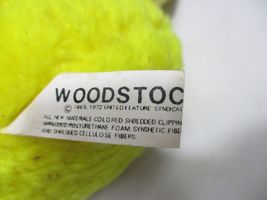 WOODSTOC
© 1965, 1972 UNITED FEATURE SYNDICAT
ALL NEW MATERIALS COLORED SHREDDED CLIPPIN
SHREDDED POLYURETHANE FOAM, SYNTHETIC FIBE
AND SHREDDED CELLULOSE FIBERS.